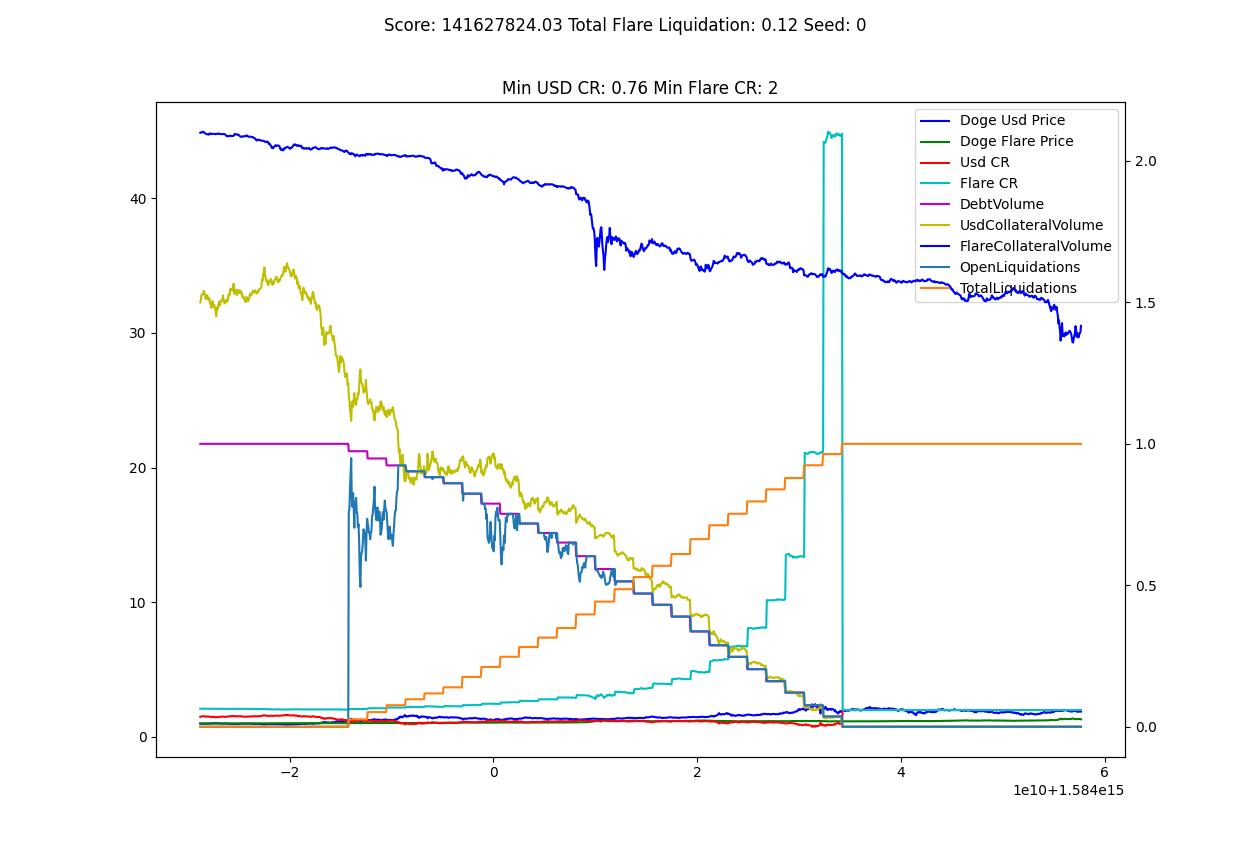 Score: 141627824.03 Total Flare Liquidation: 0.12 Seed: 0
Min USD CR: 0.76 Min Flare CR: 2
Doge Usd Price
Doge Flare Price
Usd CR
Flare CR
DebtVolume
UsdCollateralVolume
FlareCollateralVolume
OpenLiquidations
TotalLiquidations
40
30
20
10
0
2.0
1.5
1.0
0.5
0.0
−2
0
2
4
6
1e10+1.584e15